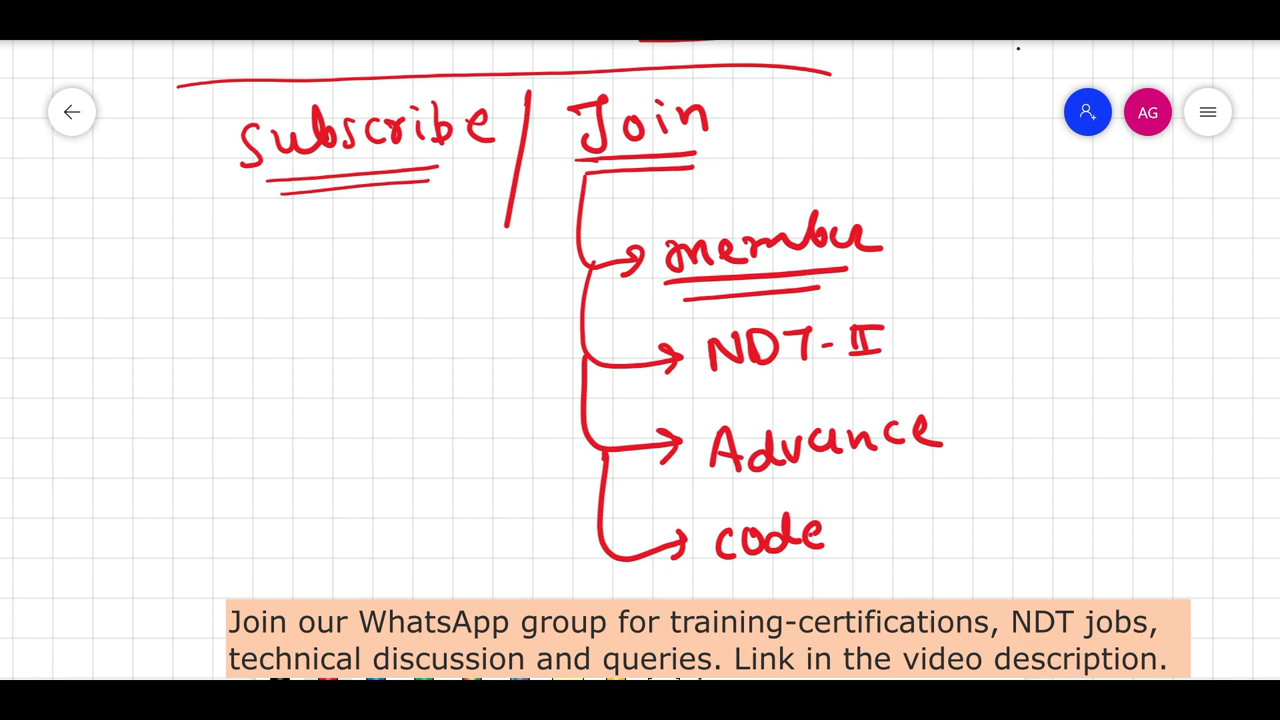 Subscribe / Join
AG
member
NDT-II
Advance
code
Join our WhatsApp group for training-certifications, NDT jobs,
technical discussion and queries. Link in the video description.